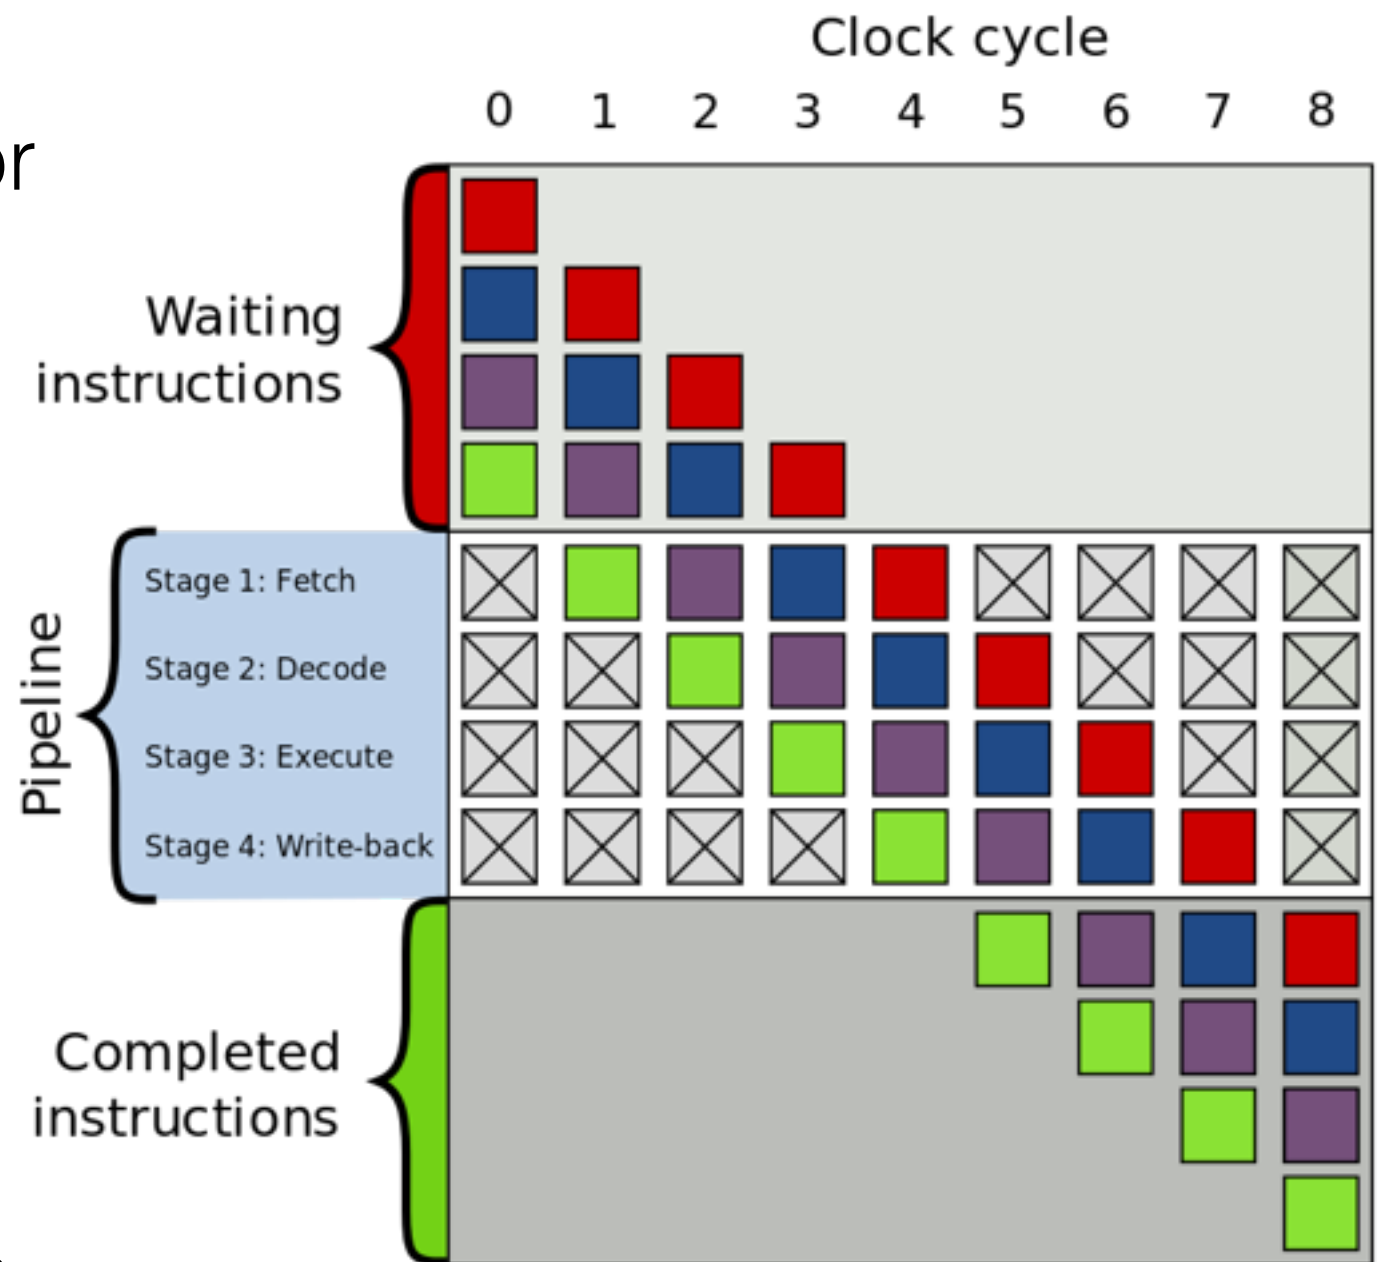 Clock cycle
0 1 2 3 4 5 6 7 8
or
Waiting
instructions
Pipeline
Stage 1: Fetch
Stage 2: Decode
Stage 3: Execute
Stage 4: Write-back
Completed
instructions